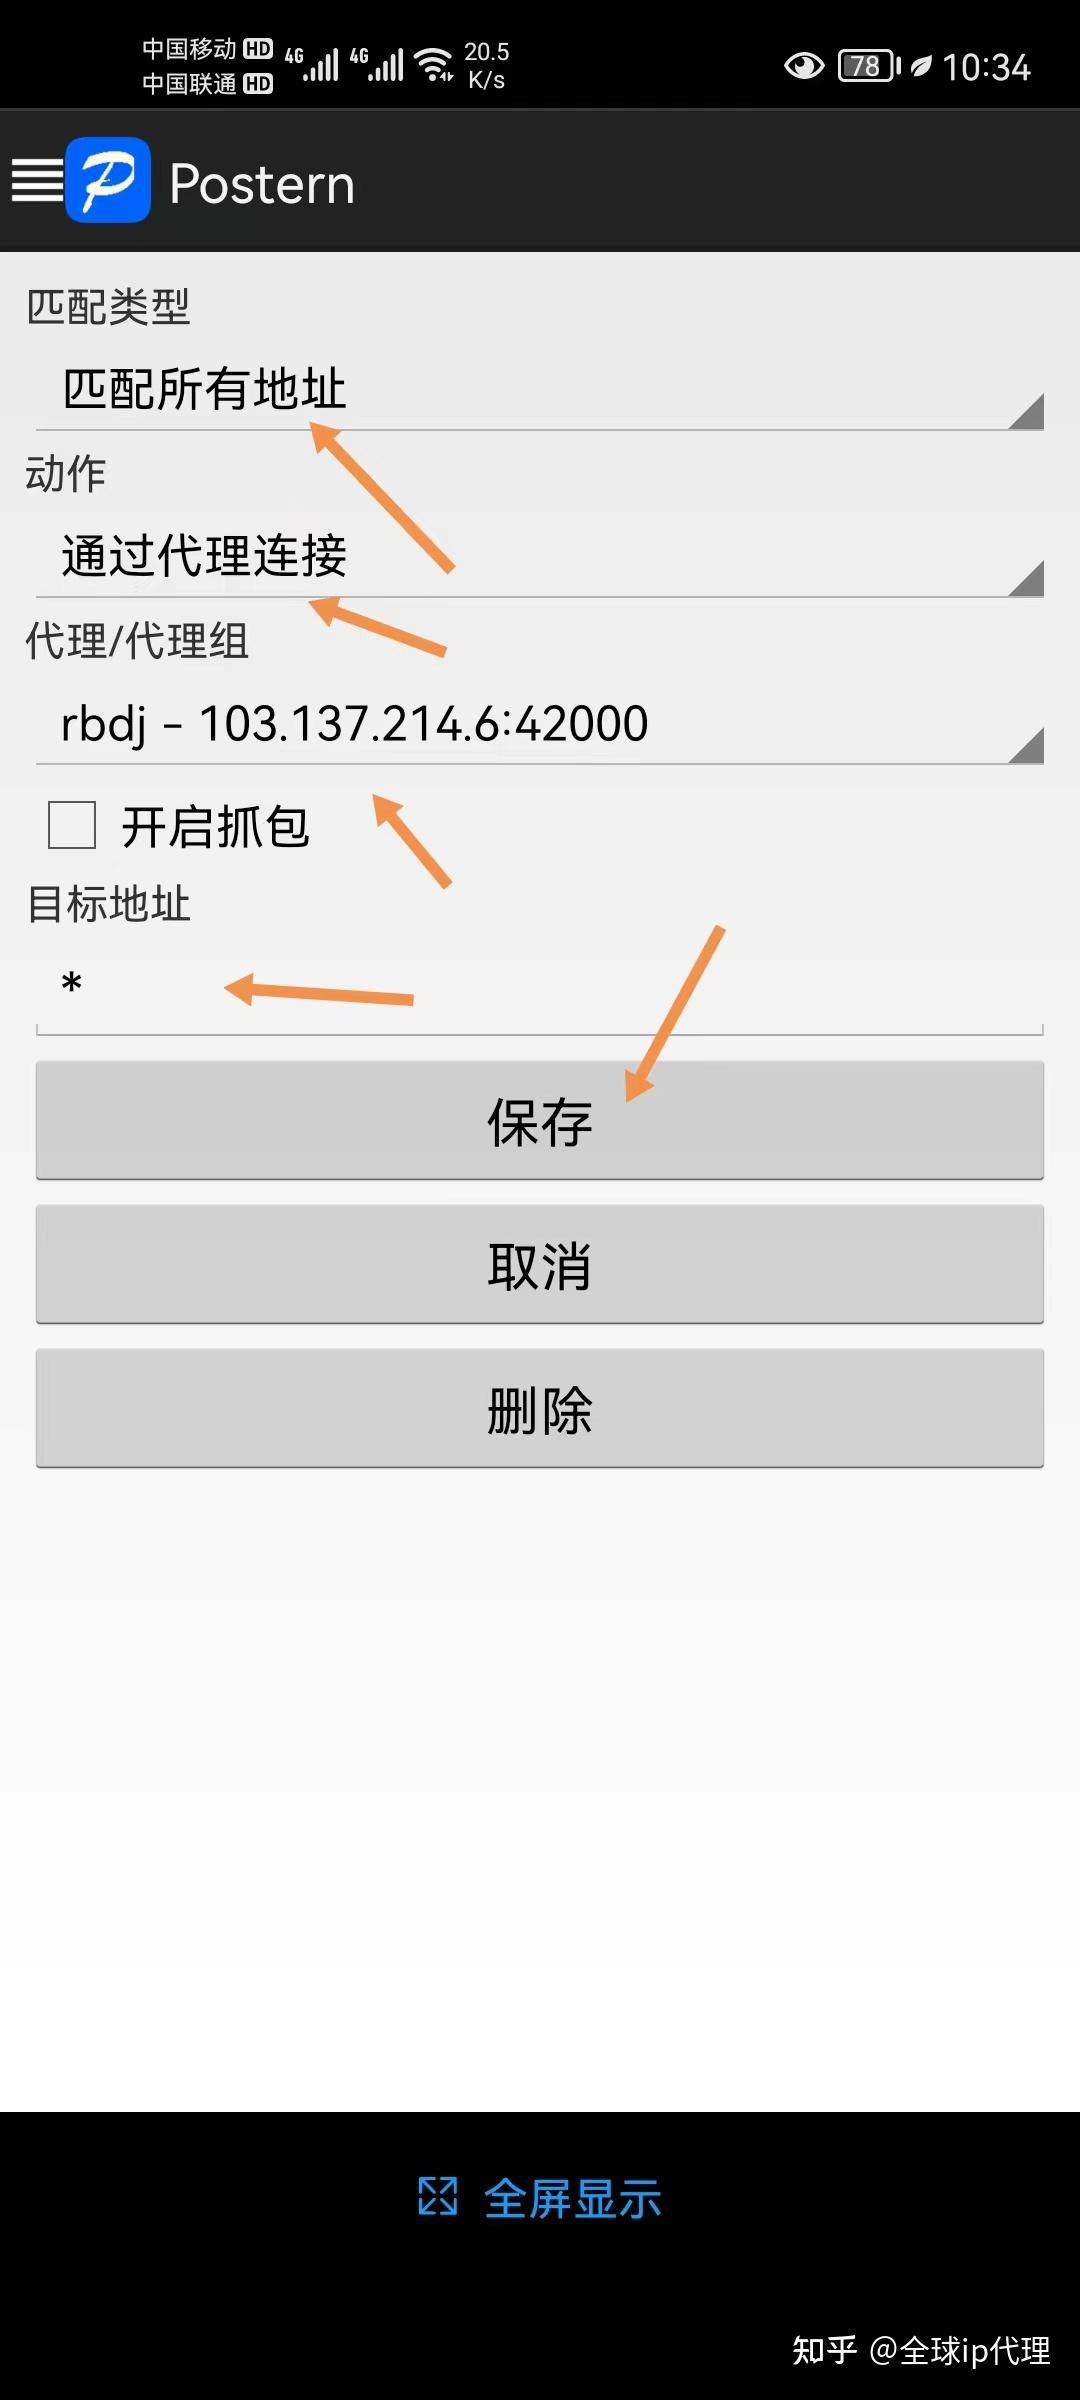 中国移动 HD 4G 4G 20.5 K/s 78 10:34
中国联通 HD
Postern
匹配类型
匹配所有地址
动作
通过代理连接
代理/代理组
rbdj - 103.137.214.6:42000
开启抓包
目标地址
*
保存
取消
删除
全屏显示
知乎 @全球ip代理